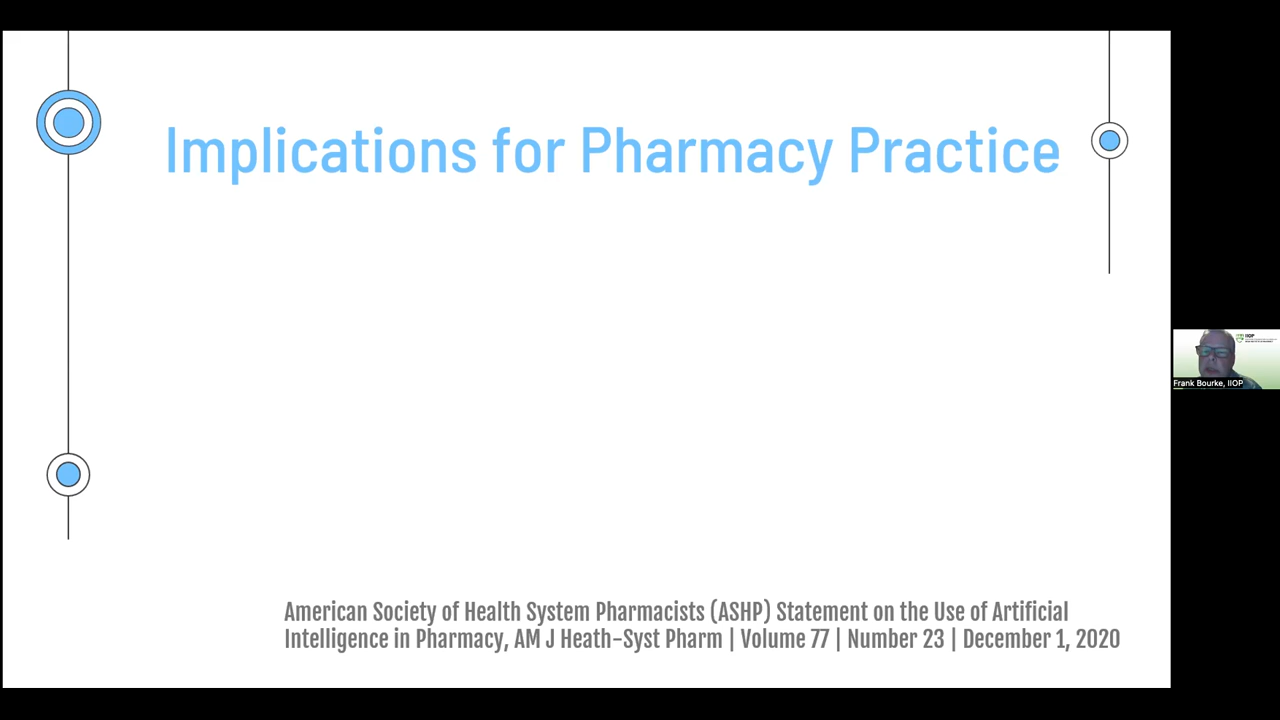 Implications for Pharmacy Practice
IIOP
Frank Bourke, IIOP
American Society of Health System Pharmacists (ASHP) Statement on the Use of Artificial
Intelligence in Pharmacy, AM J Heath-Syst Pharm | Volume 77 | Number 23 | December 1, 2020